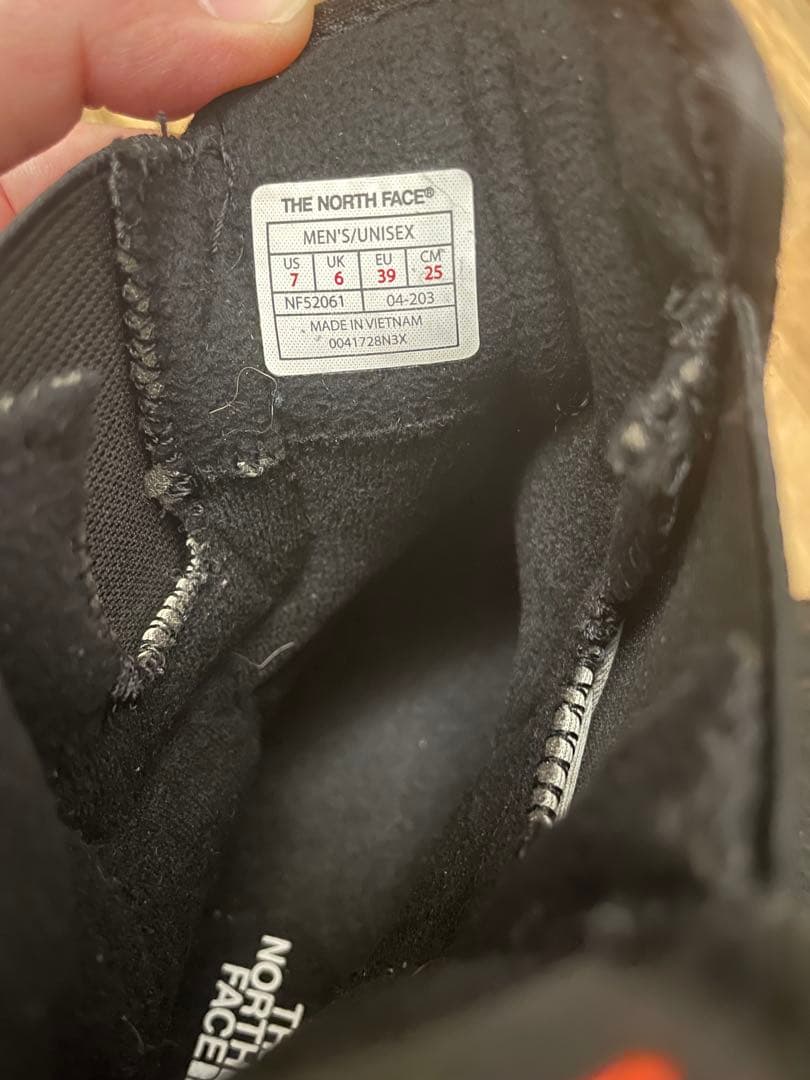 THE NORTH FACE®
MEN'S/UNISEX
US UK EU CM
7 6 39 25
NF52061 04-203
MADE IN VIETNAM
0041728N3X
NORTH
FACE